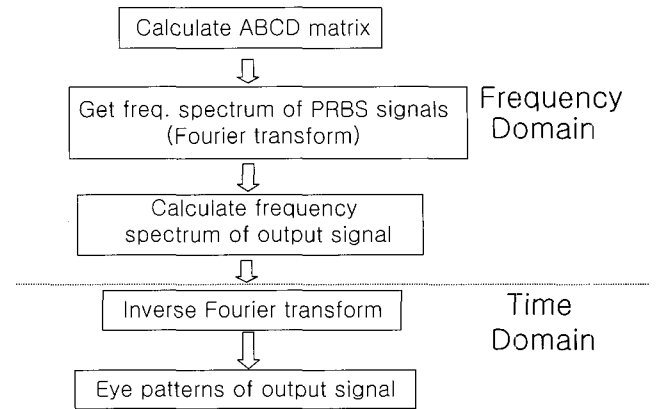 Calculate ABCD matrix
Get freq. spectrum of PRBS signals
(Fourier transform)
Frequency
Domain
Calculate frequency
spectrum of output signal
Inverse Fourier transform
Time
Domain
Eye patterns of output signal